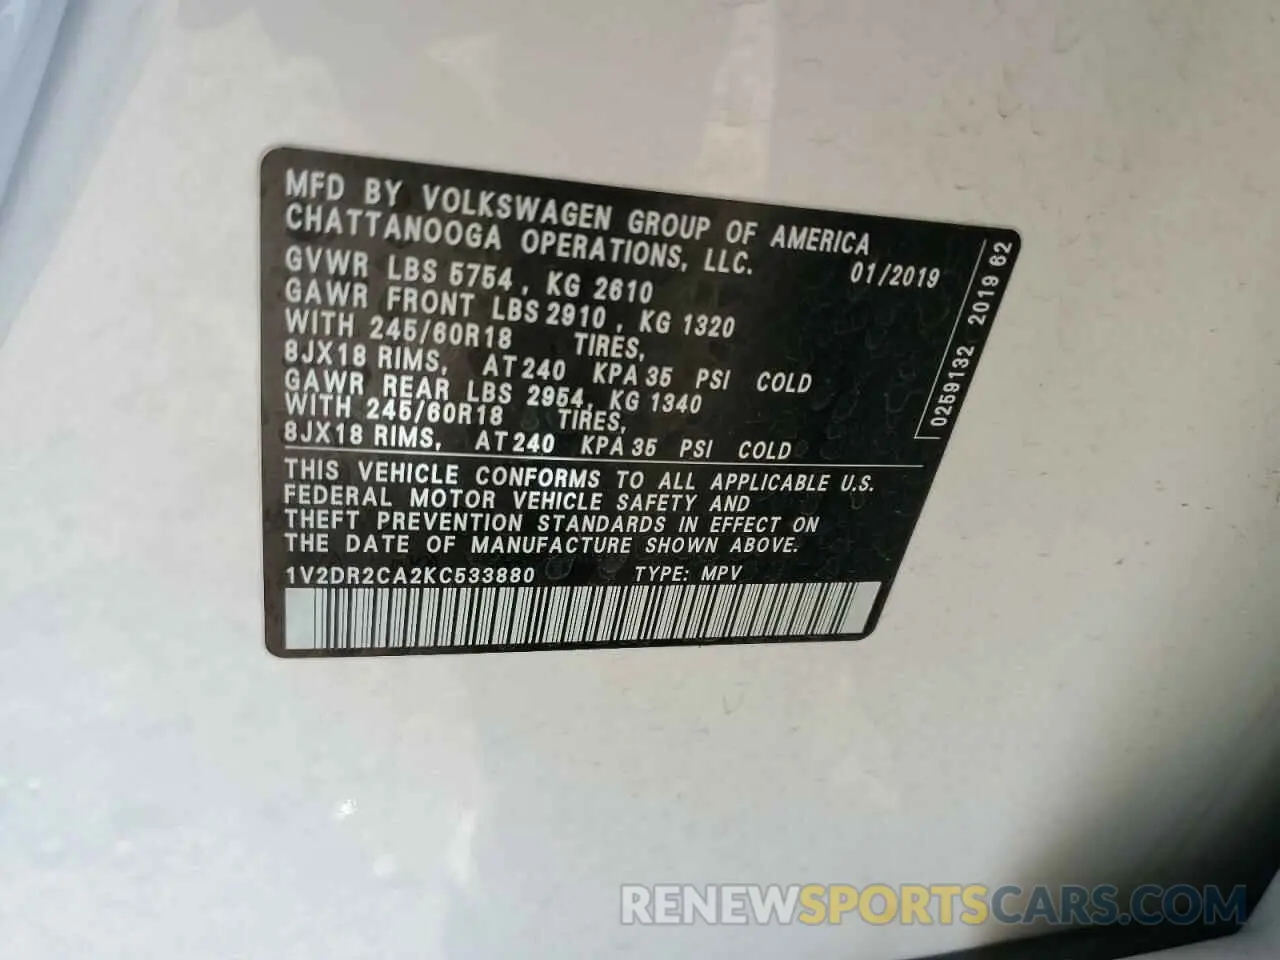 MFD BY VOLKSWAGEN GROUP OF AMERICA
CHATTANOOGA OPERATIONS, LLC.
01/2019
GVWR LBS 5754, KG 2610
GAWR FRONT LBS 2910, KG 1320
WITH 245/60R18 TIRES,
8JX18 RIMS, AT 240 KPA 35 PSI COLD
GAWR REAR LBS 2954, KG 1340
WITH 245/60R18 TIRES,
8JX18 RIMS, AT 240 KPA 35 PSI COLD
0259132 2019 62
THIS VEHICLE CONFORMS TO ALL APPLICABLE U.S.
FEDERAL MOTOR VEHICLE SAFETY AND
THEFT PREVENTION STANDARDS IN EFFECT ON
THE DATE OF MANUFACTURE SHOWN ABOVE.
1V2DR2CA2KC533880 TYPE: MPV
RENEWSPORTSCARS.COM